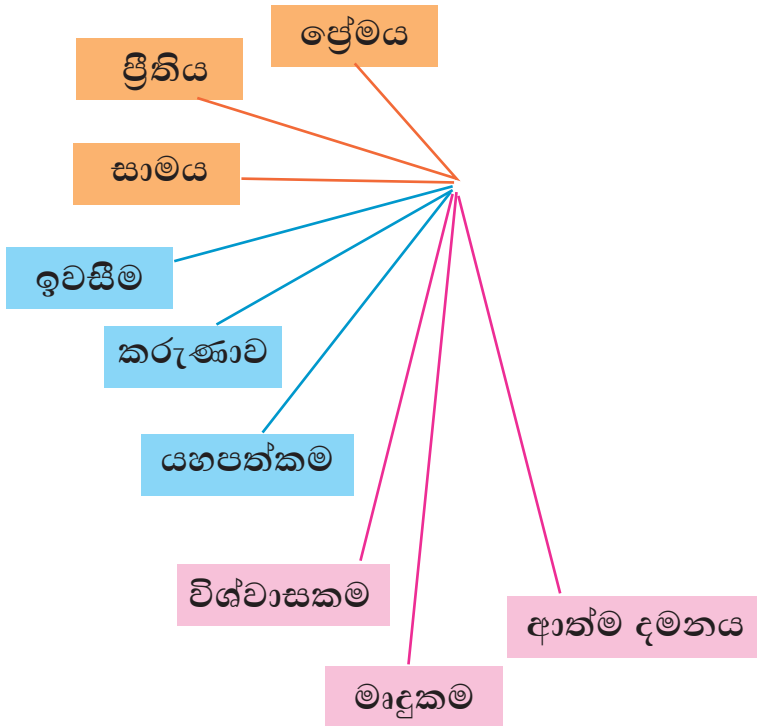 ප්‍රේමය
ප්‍රීතිය
සාමය
ඉවසීම
කරුණාව
යහපත්කම
විශ්වාසකම
මෘදුකම
ආත්ම දමනය